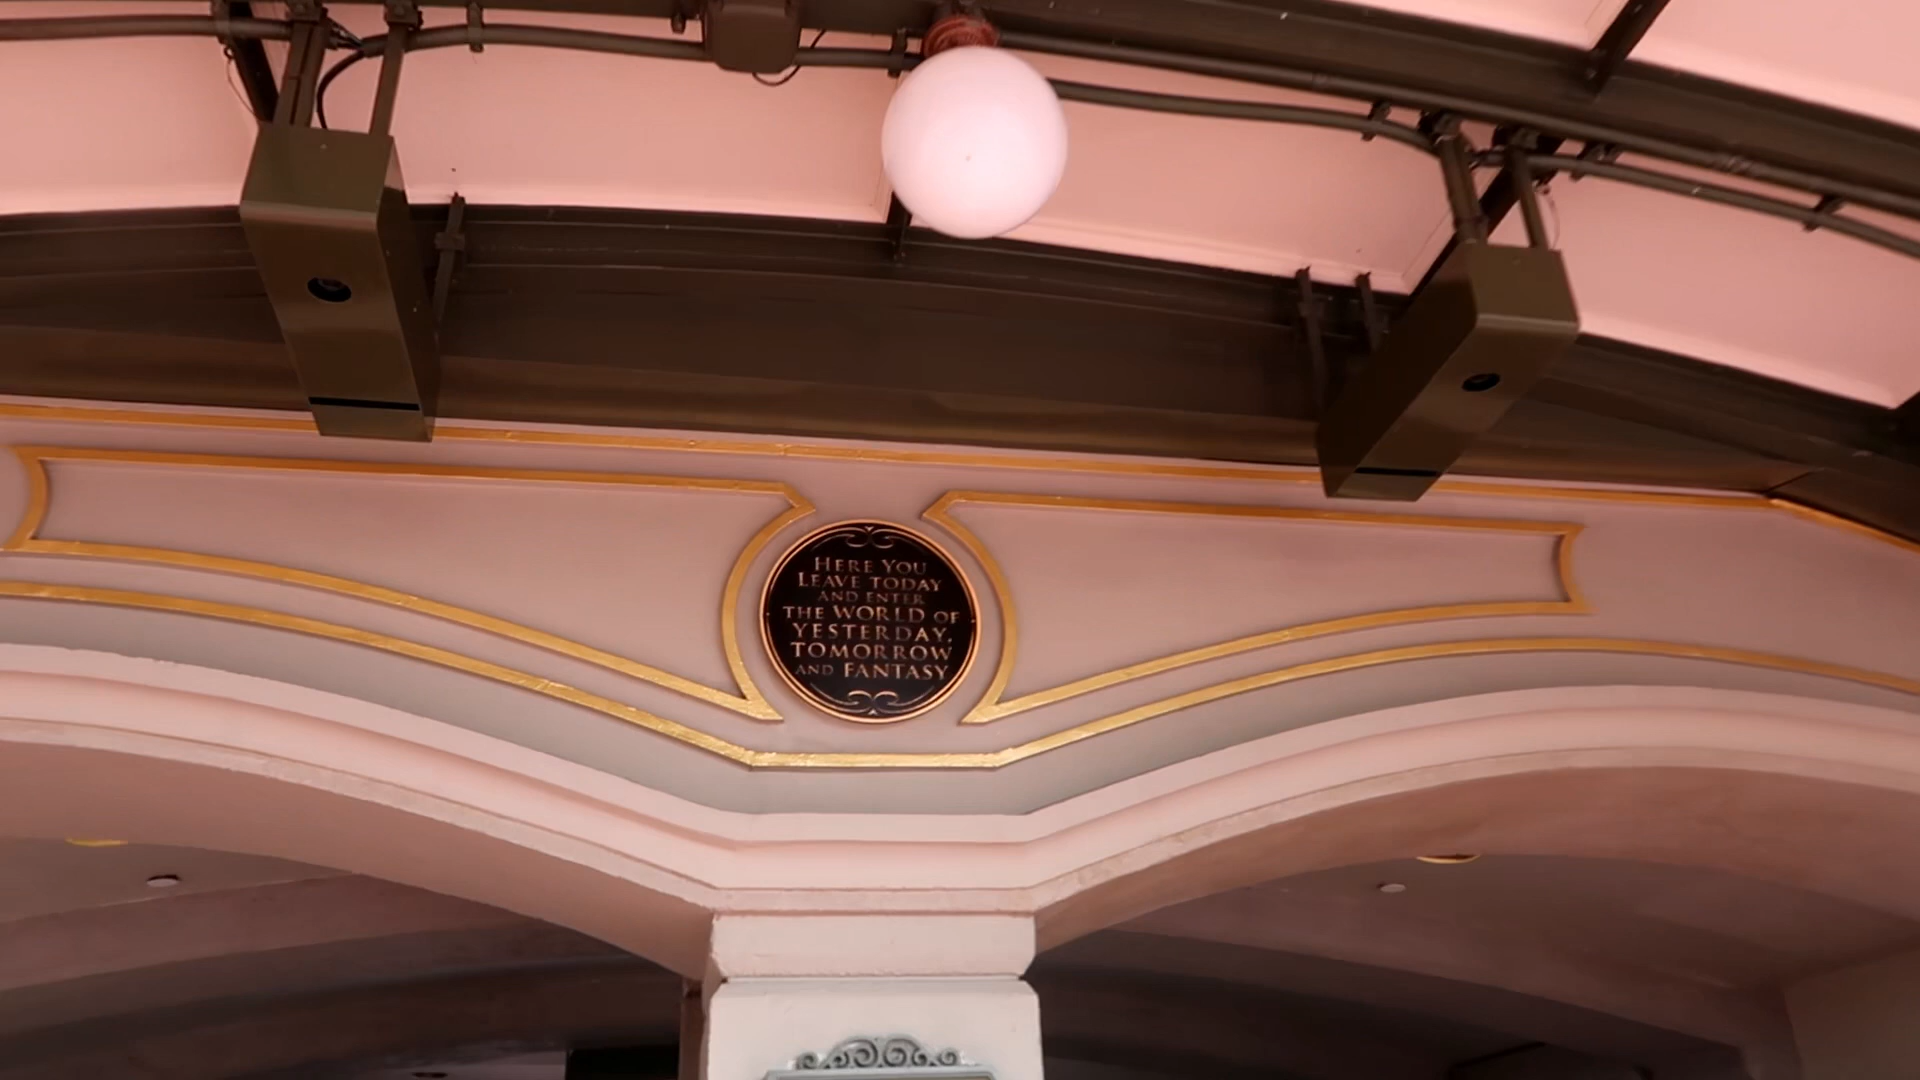 HERE YOU
LEAVE TODAY
AND ENTER
THE WORLD OF
YESTERDAY,
TOMORROW
AND FANTASY